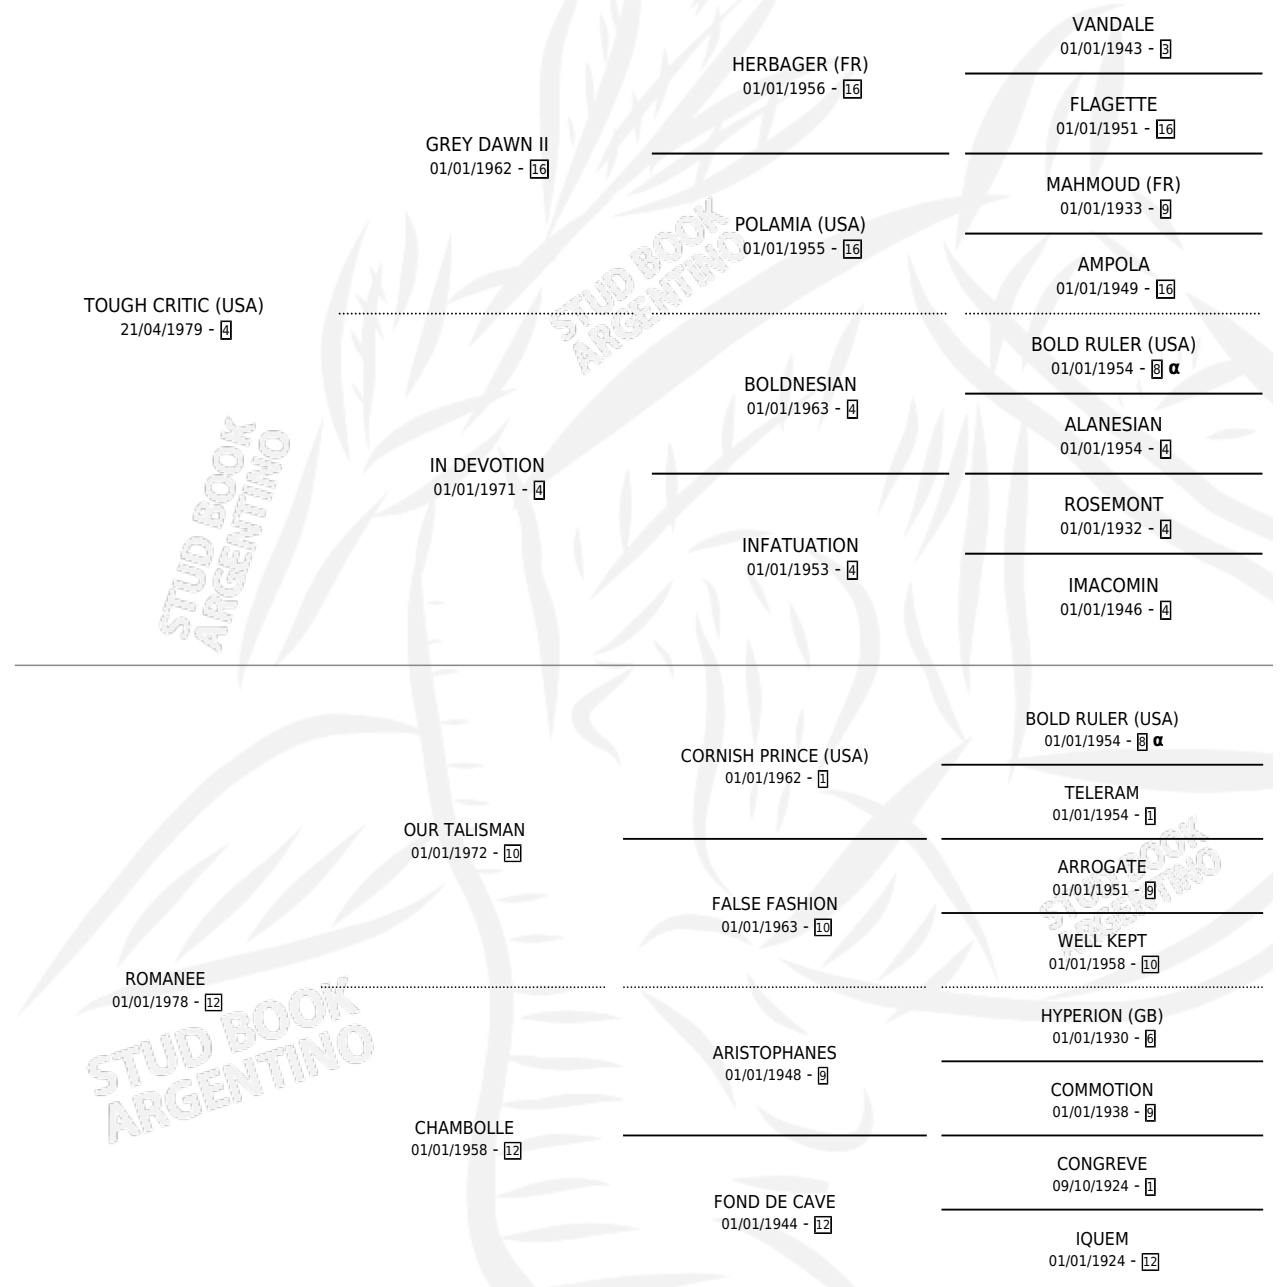 VANDALE
01/01/1943 - 3
HERBAGER (FR)
01/01/1956 - 16
FLAGETTE
01/01/1951 - 16
GREY DAWN II
01/01/1962 - 16
MAHMOUD (FR)
01/01/1933 - 9
POLAMIA (USA)
01/01/1955 - 16
AMPOLA
01/01/1949 - 16
TOUGH CRITIC (USA)
21/04/1979 - 4
BOLD RULER (USA)
01/01/1954 - 8 α
BOLDNESIAN
01/01/1963 - 4
ALANESIAN
01/01/1954 - 4
IN DEVOTION
01/01/1971 - 4
ROSEMONT
01/01/1932 - 4
INFATUATION
01/01/1953 - 4
IMACOMIN
01/01/1946 - 4
BOLD RULER (USA)
01/01/1954 - 8 α
CORNISH PRINCE (USA)
01/01/1962 - 1
TELERAM
01/01/1954 - 1
OUR TALISMAN
01/01/1972 - 10
ARROGATE
01/01/1951 - 9
FALSE FASHION
01/01/1963 - 10
WELL KEPT
01/01/1958 - 10
ROMANEE
01/01/1978 - 12
HYPERION (GB)
01/01/1930 - 6
ARISTOPHANES
01/01/1948 - 9
COMMOTION
01/01/1938 - 9
CHAMBOLLE
01/01/1958 - 12
CONGREVE
09/10/1924 - 1
FOND DE CAVE
01/01/1944 - 12
IQUEM
01/01/1924 - 12
STUD BOOK
ARGENTINO
STUD BOOK
ARGENTINO
STUD BOOK
ARGENTINO
STUD BOOK
ARGENTINO